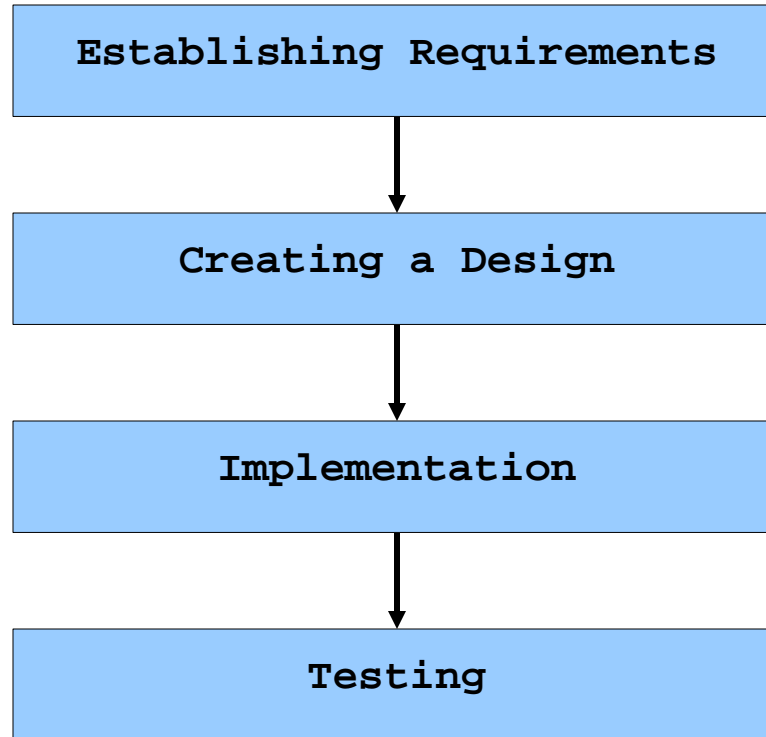 Establishing Requirements
Creating a Design
Implementation
Testing